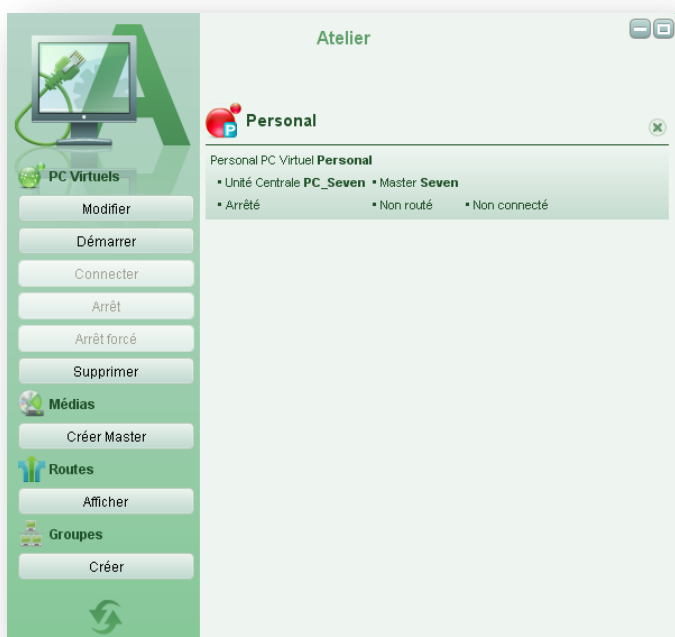 Atelier
Personal
PC Virtuels
Modifier
Démarrer
Connecter
Arrêt
Arrêt forcé
Supprimer
Médias
Créer Master
Routes
Afficher
Groupes
Créer
Personal PC Virtuel Personal
▪ Unité Centrale PC_Seven ▪ Master Seven
▪ Arrêté ▪ Non routé ▪ Non connecté